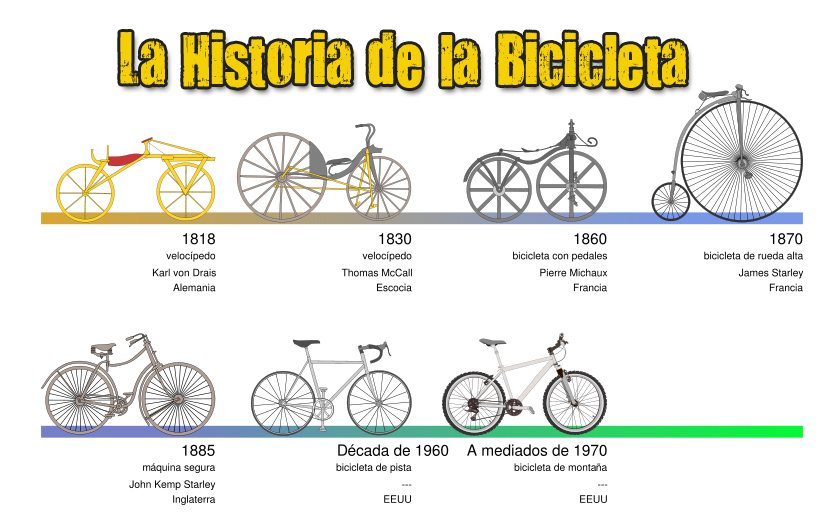 La Historia de la Bicicleta
1818
velocípedo
Karl von Drais
Alemania
1830
velocípedo
Thomas McCall
Escocia
1860
bicicleta con pedales
Pierre Michaux
Francia
1870
bicicleta de rueda alta
James Starley
Francia
1885
máquina segura
John Kemp Starley
Inglaterra
Década de 1960
bicicleta de pista
---
EEUU
A mediados de 1970
bicicleta de montaña
---
EEUU